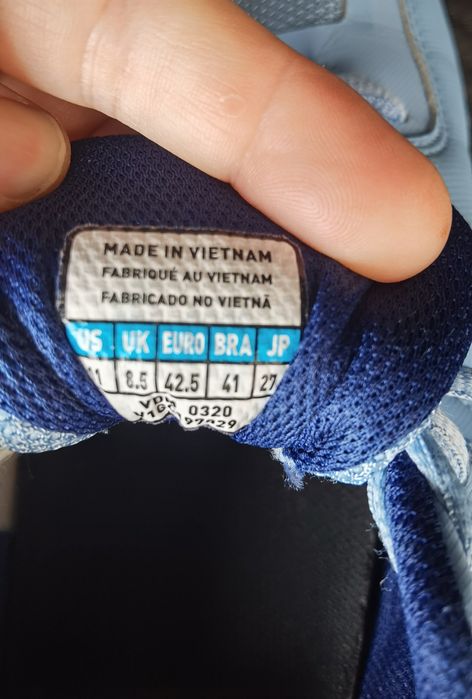 MADE IN VIETNAM
FABRIQUÉ AU VIETNAM
FABRICADO NO VIETNÃ
US UK EURO BRA JP
11 8.5 42.5 41 27
0320